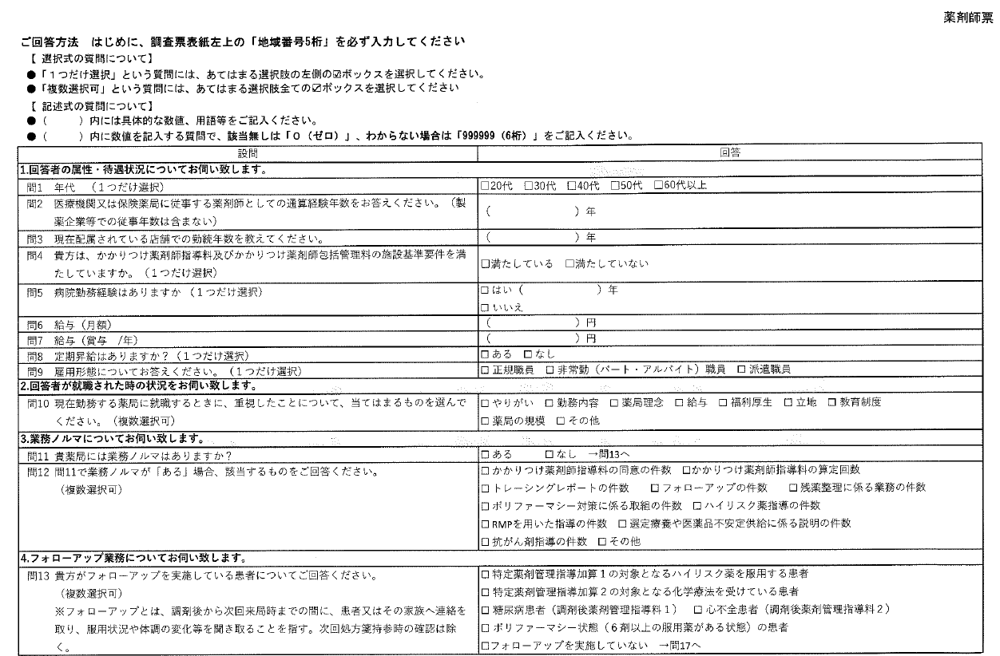 薬剤師票
ご回答方法　はじめに、調査票表紙左上の「地域番号5桁」を必ず入力してください
【 選択式の質問について】
●「１つだけ選択」という質問には、あてはまる選択肢の左側の☑ボックスを選択してください。
●「複数選択可」という質問には、あてはまる選択肢全ての☑ボックスを選択してください
【 記述式の質問について】
●（　　　）内には具体的な数値、用語等をご記入ください。
●（　　　）内に数値を記入する質問で、該当無しは「０（ゼロ）」、わからない場合は「999999（6桁）」をご記入ください。
設問　回答
1.回答者の属性・待遇状況についてお伺い致します。
問1　年代　（１つだけ選択）　□20代　□30代　□40代　□50代　□60代以上
問2　医療機関又は保険薬局に従事する薬剤師としての通算経験年数をお答えください。（製
薬企業等での従事年数は含まない）
（　　　　　　　）年
問3　現在配属されている店舗での勤続年数を教えてください。　（　　　　　　　）年
問4　貴方は、かかりつけ薬剤師指導料及びかかりつけ薬剤師包括管理料の施設基準要件を満
たしていますか。（１つだけ選択）
□満たしている　□満たしていない
問5　病院勤務経験はありますか（１つだけ選択）　□はい（　　　　　　　）年
□いいえ
問6　給与（月額）　（　　　　　　　）円
問7　給与（賞与　/年）　（　　　　　　　）円
問8　定期昇給はありますか？（１つだけ選択）　□ある　□なし
問9　雇用形態についてお答えください。（１つだけ選択）　□正規職員　□非常勤（パート・アルバイト）職員　□派遣職員
2.回答者が就職された時の状況をお伺い致します。
問10 現在勤務する薬局に就職するときに、重視したことについて、当てはまるものを選んで
ください。（複数選択可）
□やりがい　□勤務内容　□薬局理念　□給与　□福利厚生　□立地　□教育制度
□薬局の規模　□その他
3.業務ノルマについてお伺い致します。
問11 貴薬局には業務ノルマはありますか？　□ある　　□なし　→問13へ
問12 問11で業務ノルマが「ある」場合、該当するものをご回答ください。
（複数選択可）
□かかりつけ薬剤師指導料の同意の件数　□かかりつけ薬剤師指導料の算定回数
□トレーシングレポートの件数　　□フォローアップの件数　　□残薬整理に係る業務の件数
□ポリファーマシー対策に係る取組の件数　□ハイリスク薬指導の件数
□RMPを用いた指導の件数　□選定療養や医薬品不安定供給に係る説明の件数
□抗がん剤指導の件数　□その他
4.フォローアップ業務についてお伺い致します。
問13 貴方がフォローアップを実施している患者についてご回答ください。
（複数選択可）
※フォローアップとは、調剤後から次回来局時までの間に、患者又はその家族へ連絡を
取り、服用状況や体調の変化等を聞き取ることを指す。次回処方箋持参時の確認は除
く。
□特定薬剤管理指導加算１の対象となるハイリスク薬を服用する患者
□特定薬剤管理指導加算２の対象となる化学療法を受けている患者
□糖尿病患者（調剤後薬剤管理指導料１）　□心不全患者（調剤後薬剤管理指導料２）
□ポリファーマシー状態（６剤以上の服用薬がある状態）の患者
□フォローアップを実施していない　→問17へ